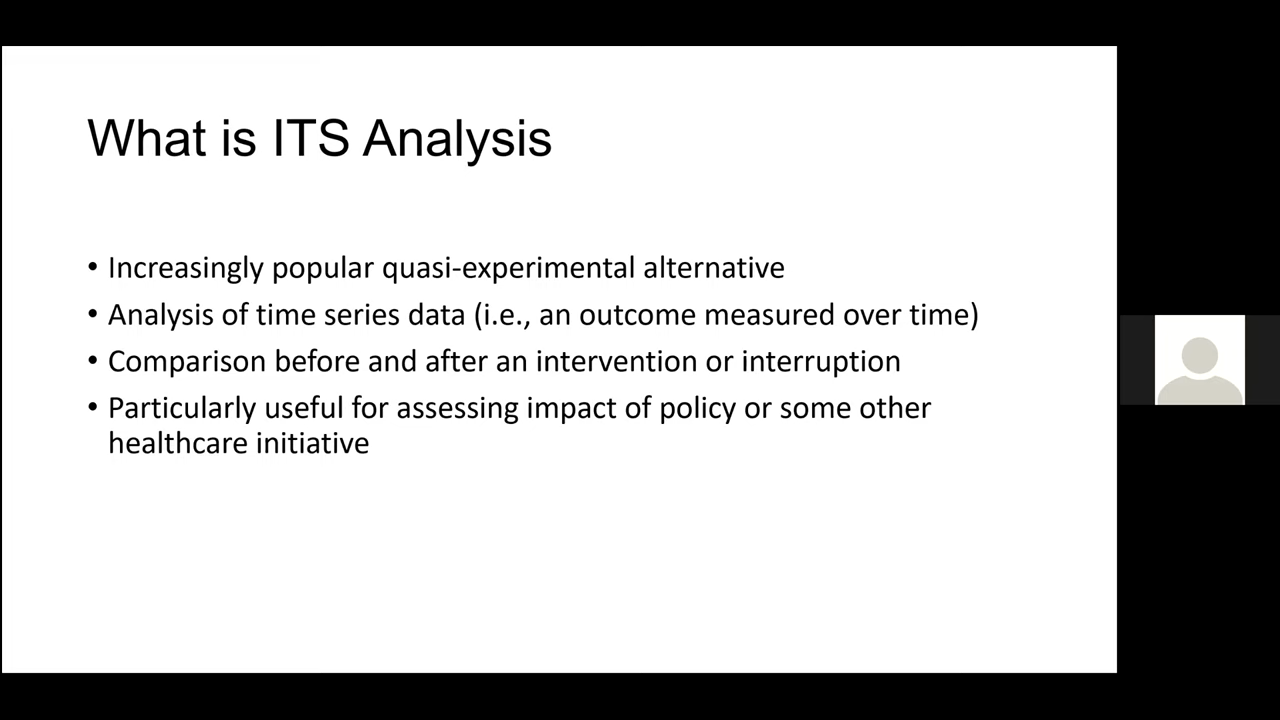 What is ITS Analysis
• Increasingly popular quasi-experimental alternative
• Analysis of time series data (i.e., an outcome measured over time)
• Comparison before and after an intervention or interruption
• Particularly useful for assessing impact of policy or some other
healthcare initiative